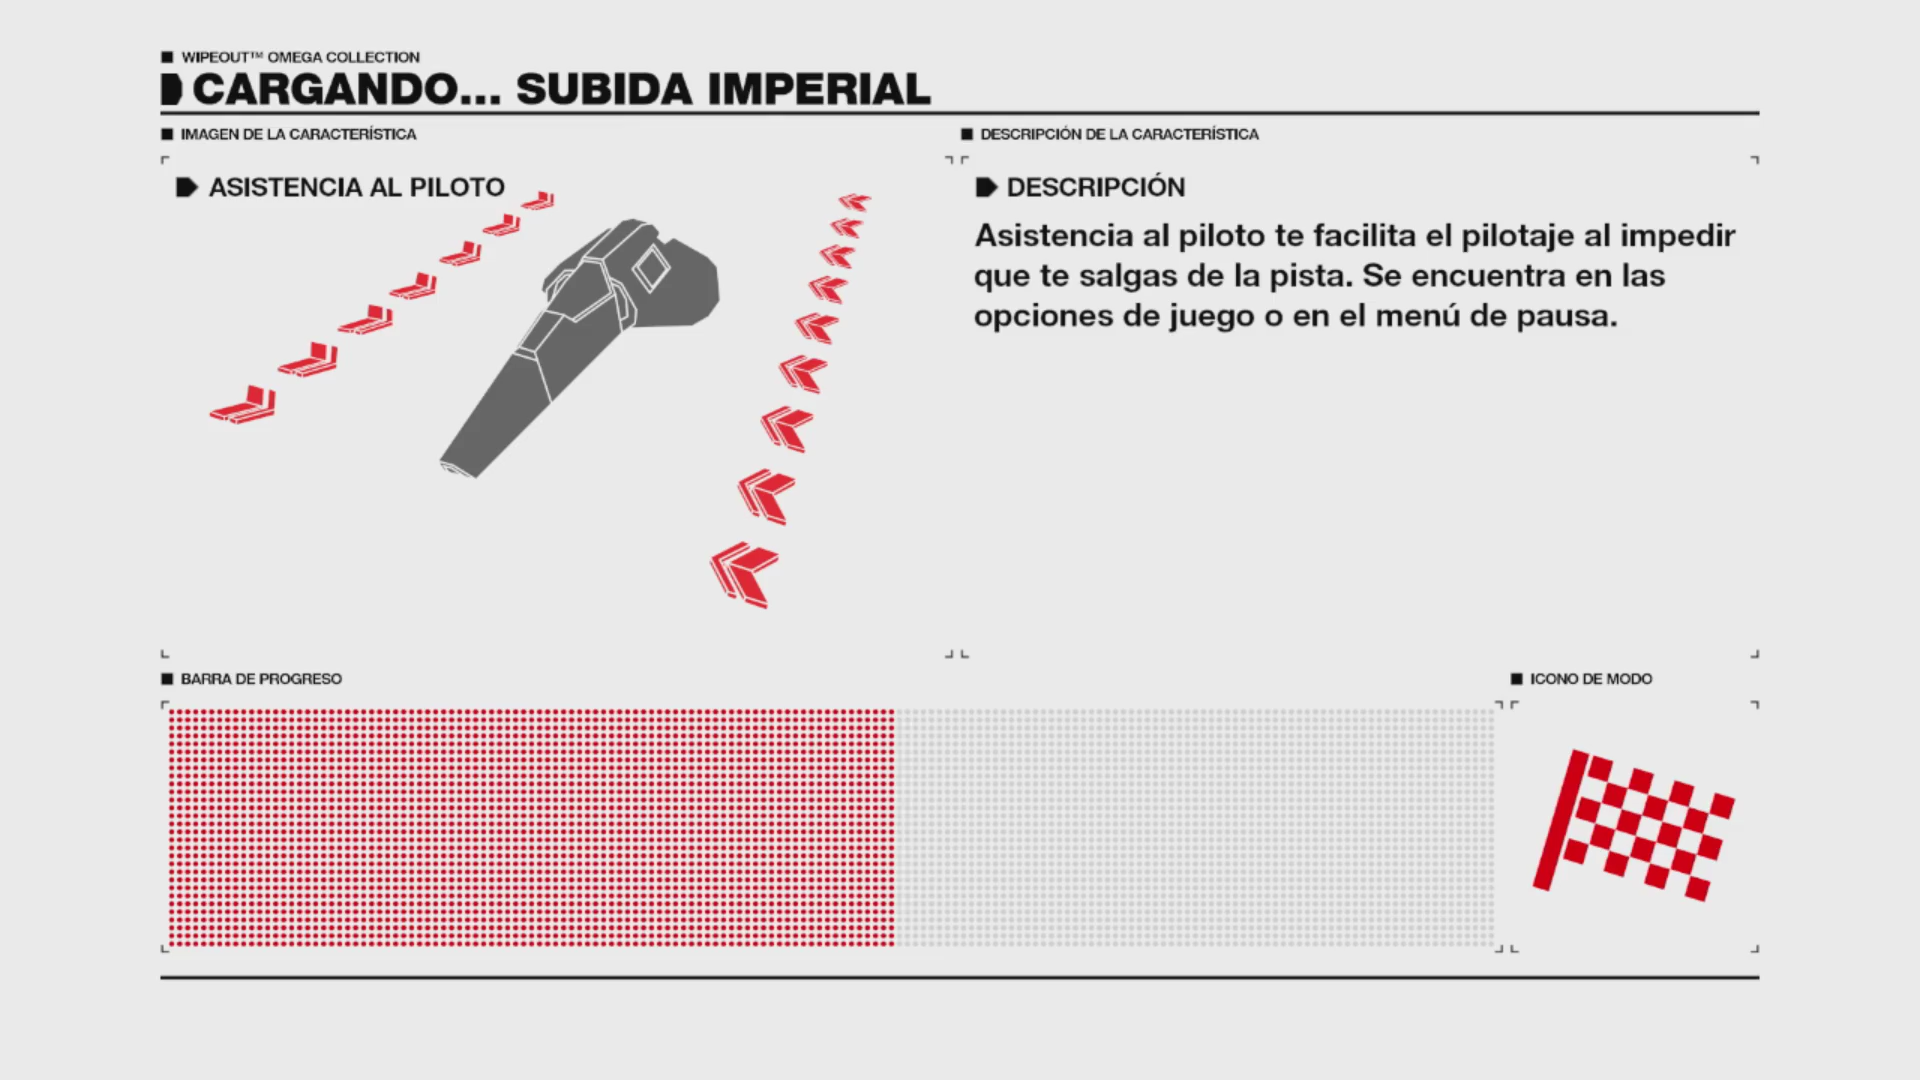 WIPEOUT™ OMEGA COLLECTION
CARGANDO... SUBIDA IMPERIAL
IMAGEN DE LA CARACTERÍSTICA
ASISTENCIA AL PILOTO
DESCRIPCIÓN DE LA CARACTERÍSTICA
DESCRIPCIÓN
Asistencia al piloto te facilita el pilotaje al impedir
que te salgas de la pista. Se encuentra en las
opciones de juego o en el menú de pausa.
BARRA DE PROGRESO
ICONO DE MODO